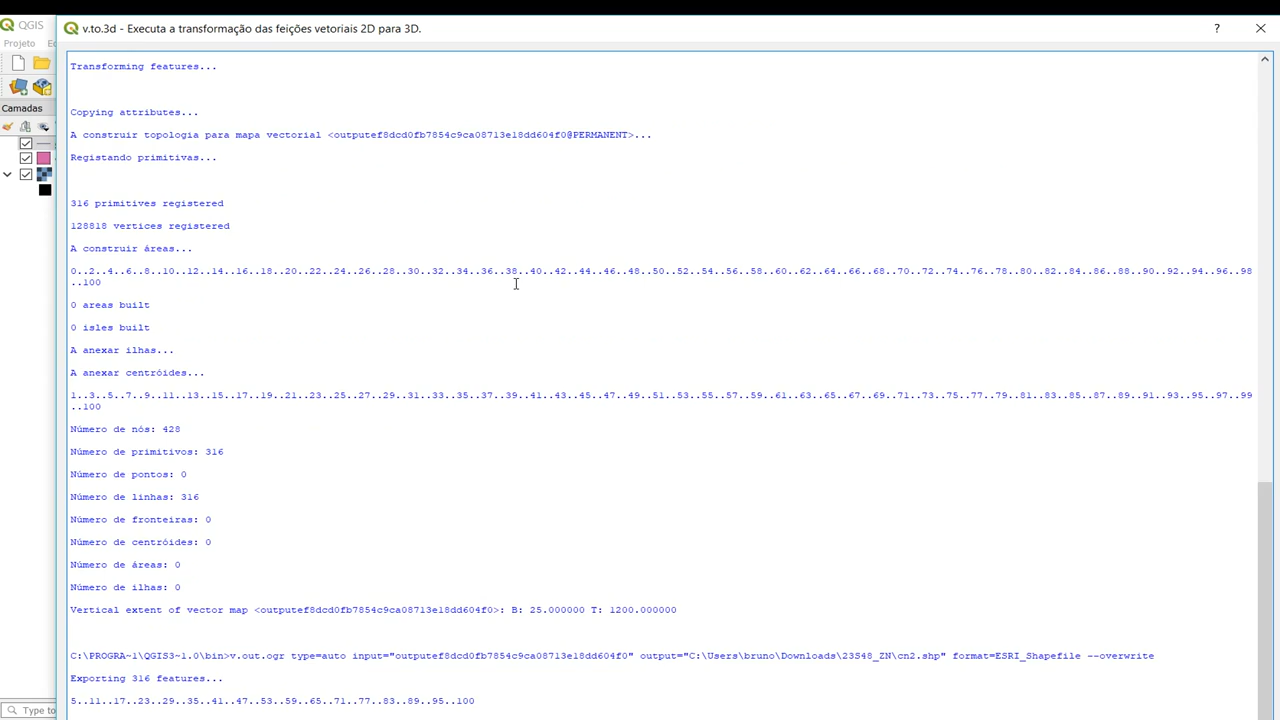 QGIS
v.to.3d - Executa a transformação das feições vetoriais 2D para 3D.
?
Projeto
Camadas
Transforming features...
Copying attributes...
A construir topologia para mapa vectorial <outputef8dcd0fb7854c9ca08713e18dd604f0@PERMANENT>...
Registando primitivas...
316 primitives registered
128818 vertices registered
A construir áreas...
0..2..4..6..8..10..12..14..16..18..20..22..24..26..28..30..32..34..36..38..40..42..44..46..48..50..52..54..56..58..60..62..64..66..68..70..72..74..76..78..80..82..84..86..88..90..92..94..96..98
..100
0 areas built
0 isles built
A anexar ilhas...
A anexar centróides...
1..3..5..7..9..11..13..15..17..19..21..23..25..27..29..31..33..35..37..39..41..43..45..47..49..51..53..55..57..59..61..63..65..67..69..71..73..75..77..79..81..83..85..87..89..91..93..95..97..99
..100
Número de nós: 428
Número de primitivos: 316
Número de pontos: 0
Número de linhas: 316
Número de fronteiras: 0
Número de centróides: 0
Número de áreas: 0
Número de ilhas: 0
Vertical extent of vector map <outputef8dcd0fb7854c9ca08713e18dd604f0>: B: 25.000000 T: 1200.000000
C:\PROGRA~1\QGIS3~1.0\bin>v.out.ogr type=auto input="outputef8dcd0fb7854c9ca08713e18dd604f0" output="C:\Users\bruno\Downloads\23S48_ZN\cn2.shp" format=ESRI_Shapefile --overwrite
Exporting 316 features...
5..11..17..23..29..35..41..47..53..59..65..71..77..83..89..95..100
Type to